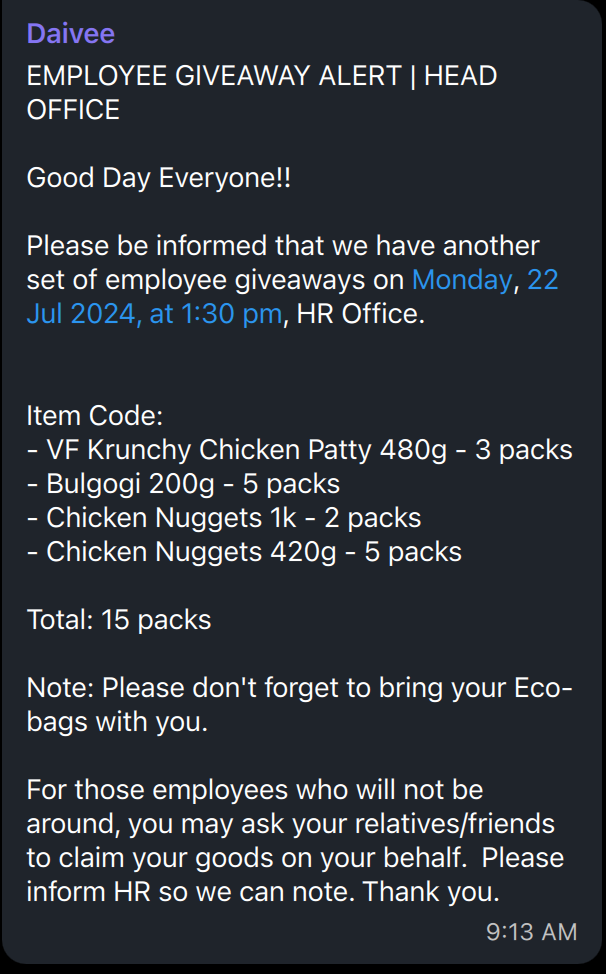 Daivee
EMPLOYEE GIVEAWAY ALERT | HEAD
OFFICE
Good Day Everyone!!
Please be informed that we have another
set of employee giveaways on Monday, 22
Jul 2024, at 1:30 pm, HR Office.
Item Code:
- VF Krunchy Chicken Patty 480g - 3 packs
- Bulgogi 200g - 5 packs
- Chicken Nuggets 1k - 2 packs
- Chicken Nuggets 420g - 5 packs
Total: 15 packs
Note: Please don't forget to bring your Eco-
bags with you.
For those employees who will not be
around, you may ask your relatives/friends
to claim your goods on your behalf.  Please
inform HR so we can note. Thank you.
9:13 AM